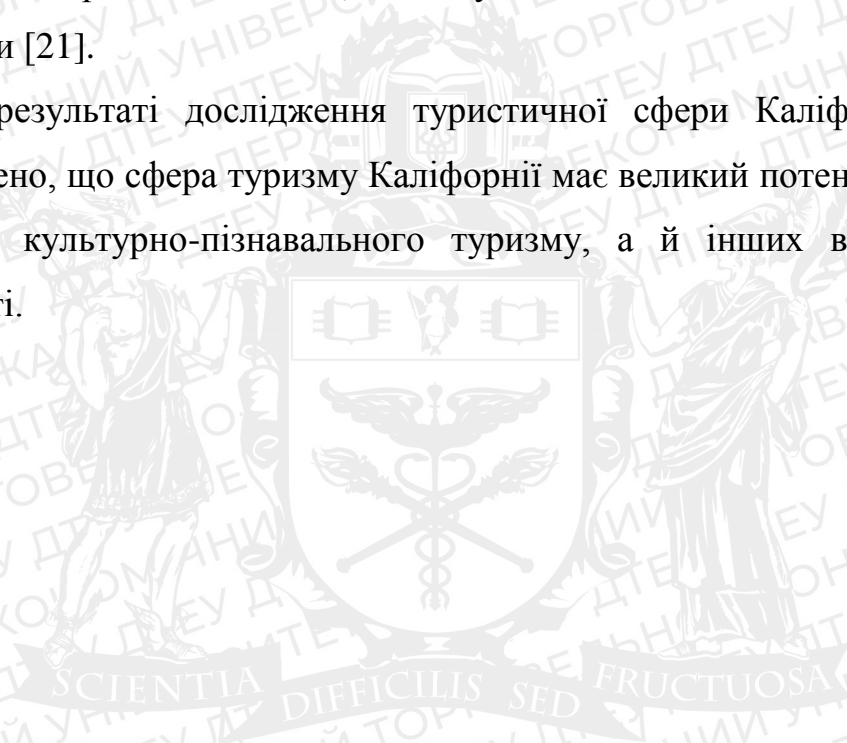 и [21].
результаті дослідження туристичної сфери Каліф
ено, що сфера туризму Каліфорнії має великий потен
культурно-пізнавального туризму, а й інших в
ті.
SCIENTIA DIFFICILIS SED FRUCTUOSA